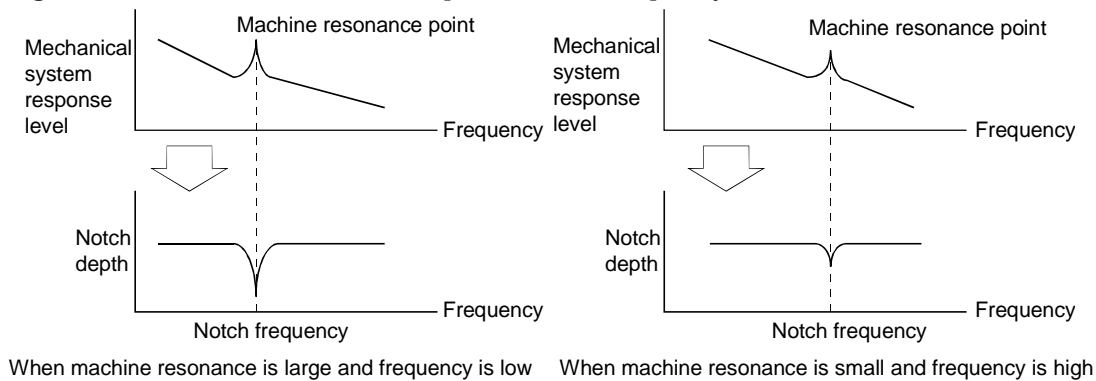 Machine resonance point
Mechanical
system
response
level
Frequency
Notch
depth
Frequency
Notch frequency
When machine resonance is large and frequency is low
Machine resonance point
Mechanical
system
response
level
Frequency
Notch
depth
Frequency
Notch frequency
When machine resonance is small and frequency is high